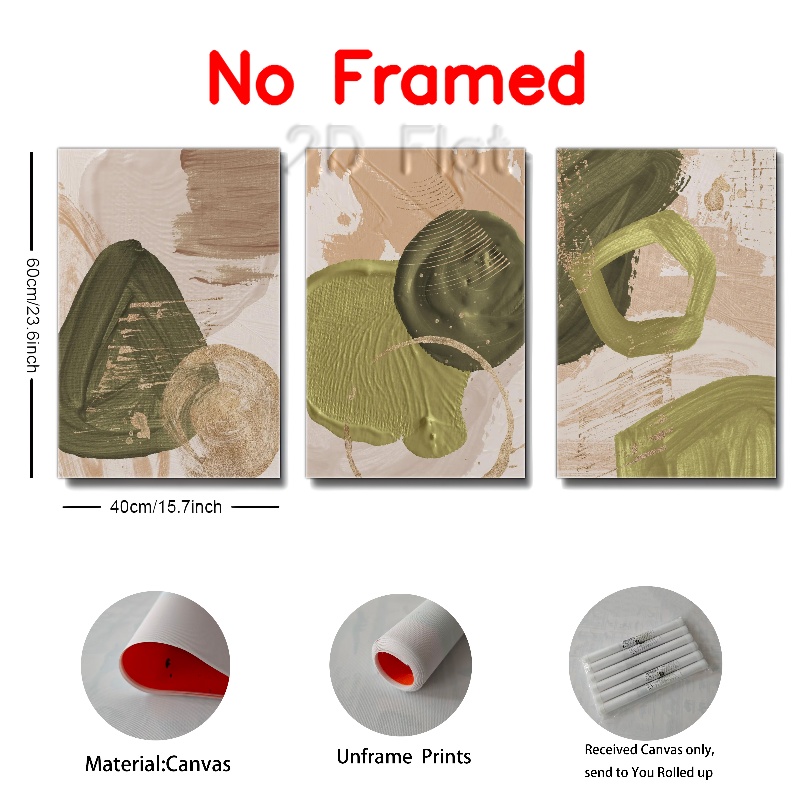 No Framed
2D Flat
60cm/23.6inch
40cm/15.7inch
Material:Canvas
Unframe Prints
Received Canvas only,
send to You Rolled up